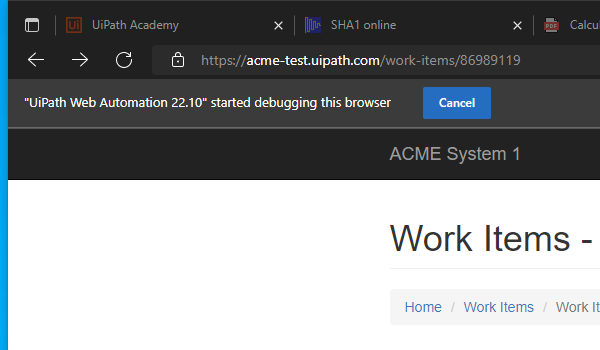 UiPath Academy
SHA1 online
PDF Calcul
https://acme-test.uipath.com/work-items/86989119
"UiPath Web Automation 22.10" started debugging this browser
Cancel
ACME System 1
Work Items -
Home / Work Items / Work It